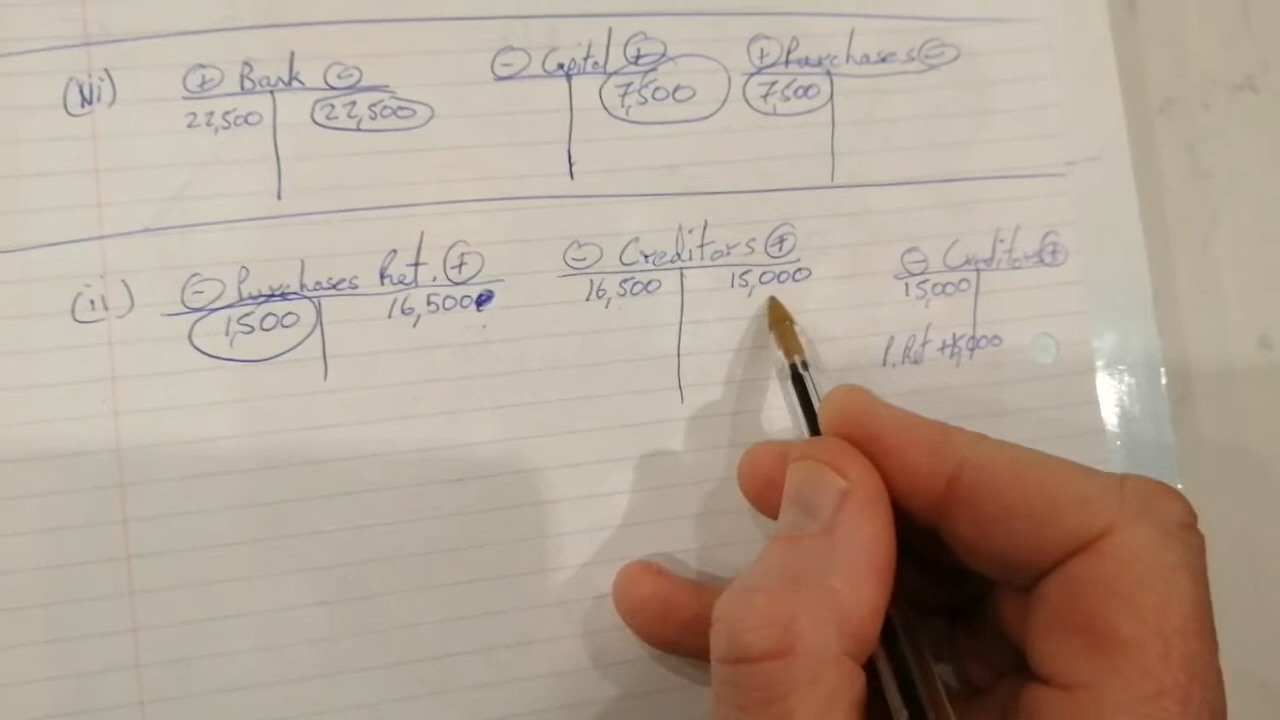 (iii) ⊕ Bank ⊖ ⊖ Capital ⊕ ⊕ Purchases ⊖
22,500 22,500 7,500 7,500
(ii) ⊖ Purchases Ret. ⊕ ⊖ Creditors ⊕ ⊖ Creditors ⊕
1,500 16,500 16,500 15,000 15,000
P. Ret